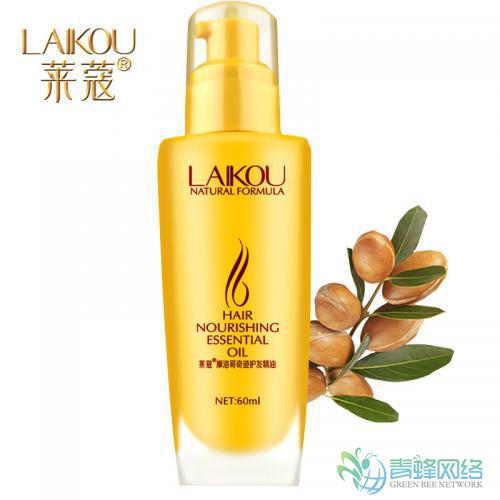 LAIKOU
莱蔻®
LAIKOU
NATURAL FORMULA
HAIR
NOURISHING
ESSENTIAL
OIL
莱蔻®摩洛哥奇迹护发精油
NET:60ml
青蜂网络
GREEN BEE NETWORK